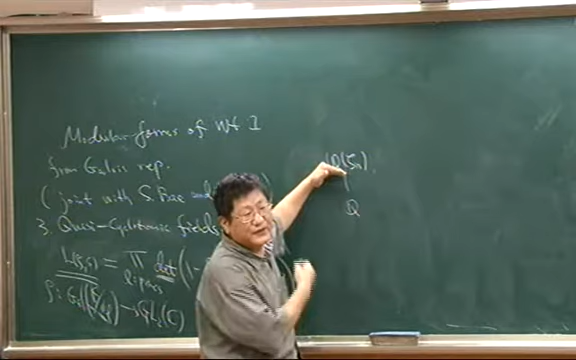 Modular forms of wt 1
from Galois rep.
( joint with S. Bae and
3. Quasi-Cyclotomic fields
L(ρ,s) = Π det (1-
ρ: Gal( ) → GL₂(ℂ)
ℚ(ζₙ)
ℚ